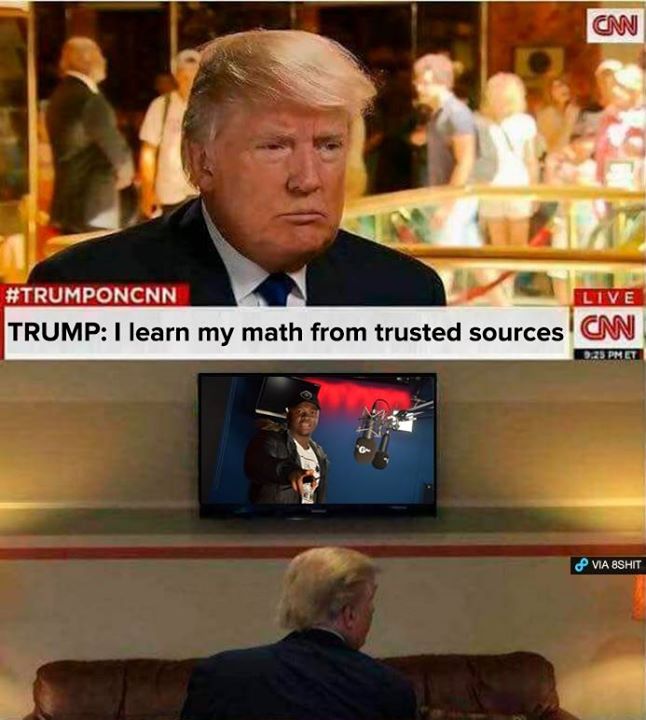 CNN
#TRUMPONCNN
LIVE
TRUMP: I learn my math from trusted sources
CNN
9:25 PM ET
VIA 8SHIT